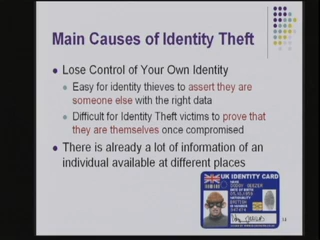 Main Causes of Identity Theft
Lose Control of Your Own Identity
Easy for identity thieves to assert they are
someone else with the right data
Difficult for Identity Theft victims to prove that
they are themselves once compromised
There is already a lot of information of an
individual available at different places
UK IDENTITY CARD